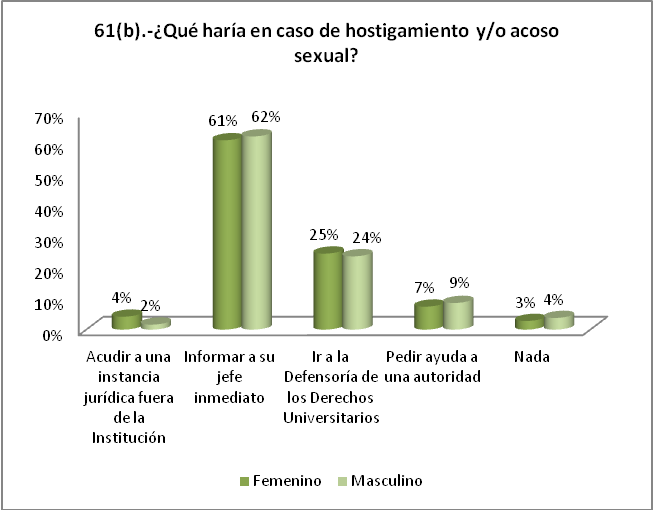 61(b).-¿Qué haría en caso de hostigamiento y/o acoso
sexual?
70%
60%
50%
40%
30%
20%
10%
0%
4%
2%
61%
62%
25%
24%
7%
9%
3%
4%
Acudir a una
instancia
jurídica fuera
de la
Institución
Informar a su
jefe
inmediato
Ir a la
Defensoría de
los Derechos
Universitarios
Pedir ayuda a
una autoridad
Nada
Femenino
Masculino